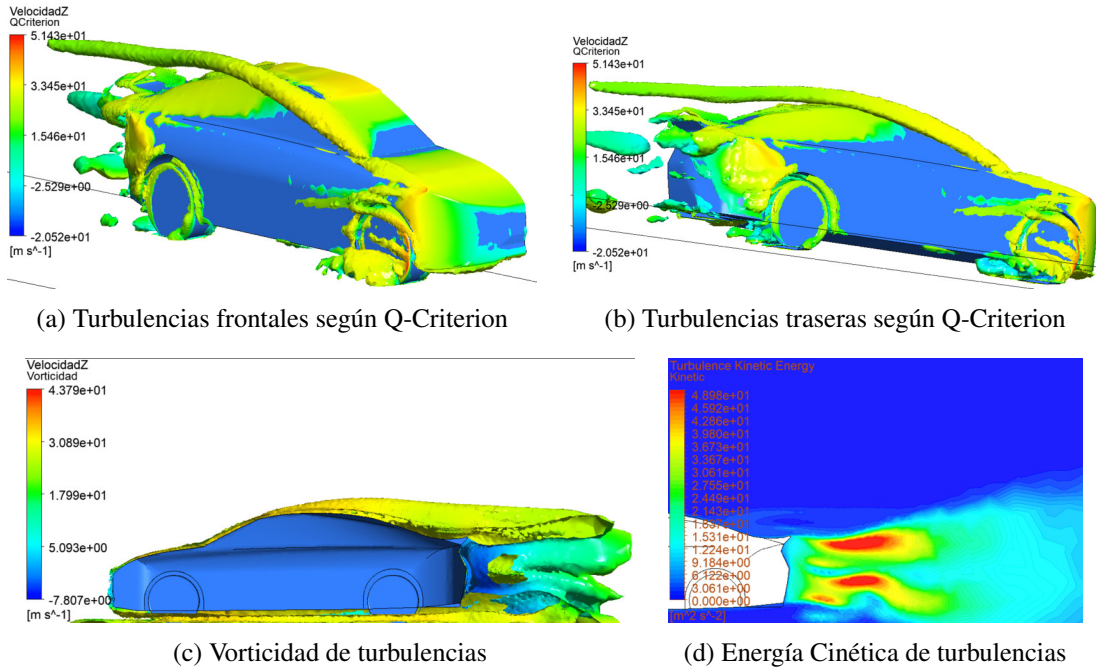 VelocidadZ
QCriterion
5.143e+01
3.345e+01
1.546e+01
-2.529e+00
-2.052e+01
[m s^-1]
(a) Turbulencias frontales según Q-Criterion
VelocidadZ
QCriterion
5.143e+01
3.345e+01
1.546e+01
-2.529e+00
-2.052e+01
[m s^-1]
(b) Turbulencias traseras según Q-Criterion
VelocidadZ
Vorticidad
4.379e+01
3.089e+01
1.799e+01
5.093e+00
-7.807e+00
[m s^-1]
(c) Vorticidad de turbulencias
Turbulence Kinetic Energy
Kinetic
4.898e+01
4.592e+01
4.286e+01
3.980e+01
3.673e+01
3.367e+01
3.061e+01
2.755e+01
2.449e+01
2.143e+01
1.837e+01
1.531e+01
1.224e+01
9.184e+00
6.122e+00
3.061e+00
0.000e+00
[m^2 s^-2]
(d) Energía Cinética de turbulencias